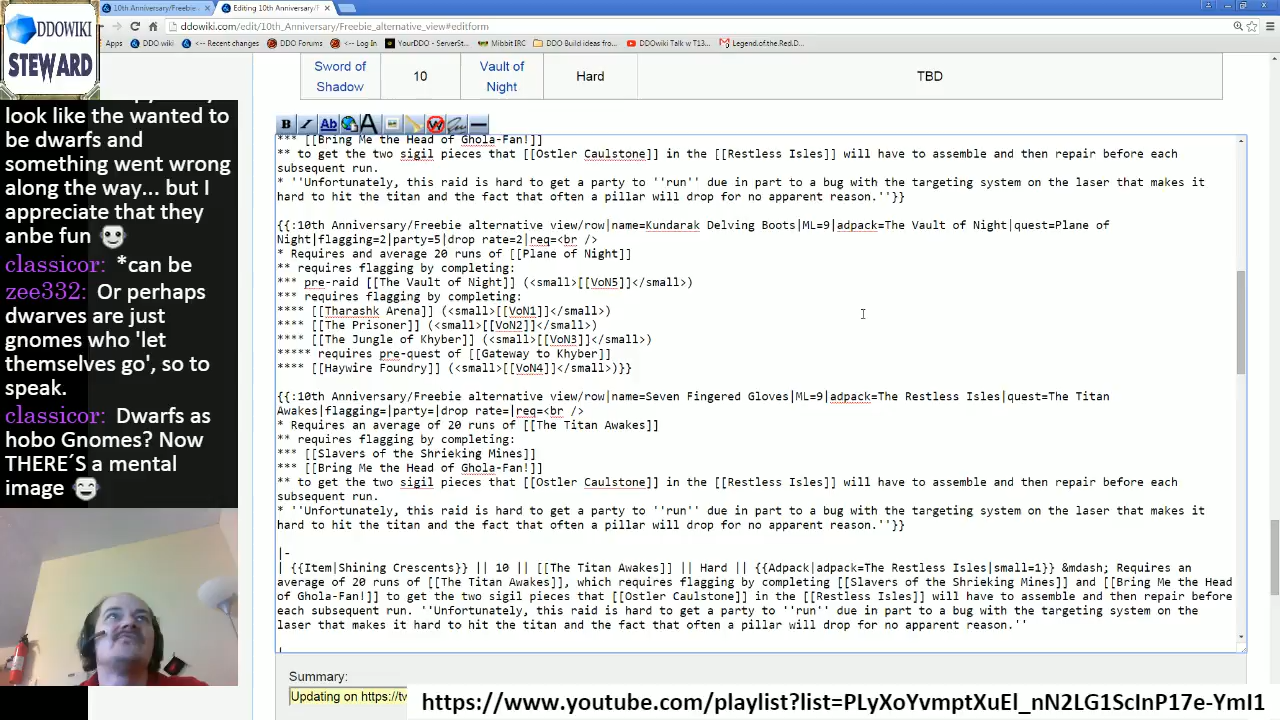 10th Anniversary/Freebie
Editing 10th Anniversary/F
ddowiki.com/edit/10th_Anniversary/Freebie_alternative_view#editform
Apps
DDO wiki
<-- Recent changes
DDO Forums
<-- Log In
YourDDO - ServerSt...
Mibbit IRC
DDO Build ideas from...
DDOwiki Talk w T13...
Legend.of.the.Red.D...
DDOWIKI
STEWARD
look like the wanted to
be dwarfs and
something went wrong
along the way... but I
appreciate that they
anbe fun
classicor: *can be
zee332: Or perhaps
dwarves are just
gnomes who 'let
themselves go', so to
speak.
classicor: Dwarfs as
hobo Gnomes? Now
THERE´S a mental
image
Sword of
Shadow
10
Vault of
Night
Hard
TBD
*** [[Bring Me the Head of Ghola-Fan!]]
** to get the two sigil pieces that [[Ostler Caulstone]] in the [[Restless Isles]] will have to assemble and then repair before each
subsequent run.
* ''Unfortunately, this raid is hard to get a party to ''run'' due in part to a bug with the targeting system on the laser that makes it
hard to hit the titan and the fact that often a pillar will drop for no apparent reason.''}}
{{:10th Anniversary/Freebie alternative view/row|name=Kundarak Delving Boots|ML=9|adpack=The Vault of Night|quest=Plane of
Night|flagging=2|party=5|drop rate=2|req=<br />
* Requires and average 20 runs of [[Plane of Night]]
** requires flagging by completing:
*** pre-raid [[The Vault of Night]] (<small>[[VoN5]]</small>)
*** requires flagging by completing:
**** [[Tharashk Arena]] (<small>[[VoN1]]</small>)
**** [[The Prisoner]] (<small>[[VoN2]]</small>)
**** [[The Jungle of Khyber]] (<small>[[VoN3]]</small>)
***** requires pre-quest of [[Gateway to Khyber]]
**** [[Haywire Foundry]] (<small>[[VoN4]]</small>)}}
{{:10th Anniversary/Freebie alternative view/row|name=Seven Fingered Gloves|ML=9|adpack=The Restless Isles|quest=The Titan
Awakes|flagging=|party=|drop rate=|req=<br />
* Requires an average of 20 runs of [[The Titan Awakes]]
** requires flagging by completing:
*** [[Slavers of the Shrieking Mines]]
*** [[Bring Me the Head of Ghola-Fan!]]
** to get the two sigil pieces that [[Ostler Caulstone]] in the [[Restless Isles]] will have to assemble and then repair before each
subsequent run.
* ''Unfortunately, this raid is hard to get a party to ''run'' due in part to a bug with the targeting system on the laser that makes it
hard to hit the titan and the fact that often a pillar will drop for no apparent reason.''}}
|-
| {{Item|Shining Crescents}} || 10 || [[The Titan Awakes]] || Hard || {{Adpack|adpack=The Restless Isles|small=1}} &mdash; Requires an
average of 20 runs of [[The Titan Awakes]], which requires flagging by completing [[Slavers of the Shrieking Mines]] and [[Bring Me the Head
of Ghola-Fan!]] to get the two sigil pieces that [[Ostler Caulstone]] in the [[Restless Isles]] will have to assemble and then repair before
each subsequent run. ''Unfortunately, this raid is hard to get a party to ''run'' due in part to a bug with the targeting system on the
laser that makes it hard to hit the titan and the fact that often a pillar will drop for no apparent reason.''
Summary:
Updating on https://tv
https://www.youtube.com/playlist?list=PLyXoYvmptXuEl_nN2LG1ScInP17e-YmI1